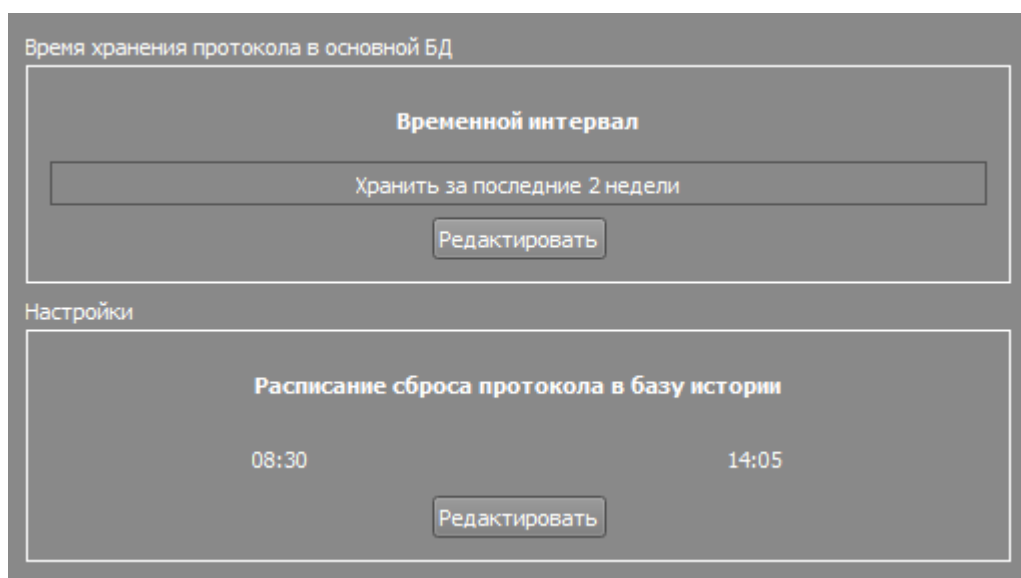 Время хранения протокола в основной БД
Временной интервал
Хранить за последние 2 недели
Редактировать
Настройки
Расписание сброса протокола в базу истории
08:30 14:05
Редактировать